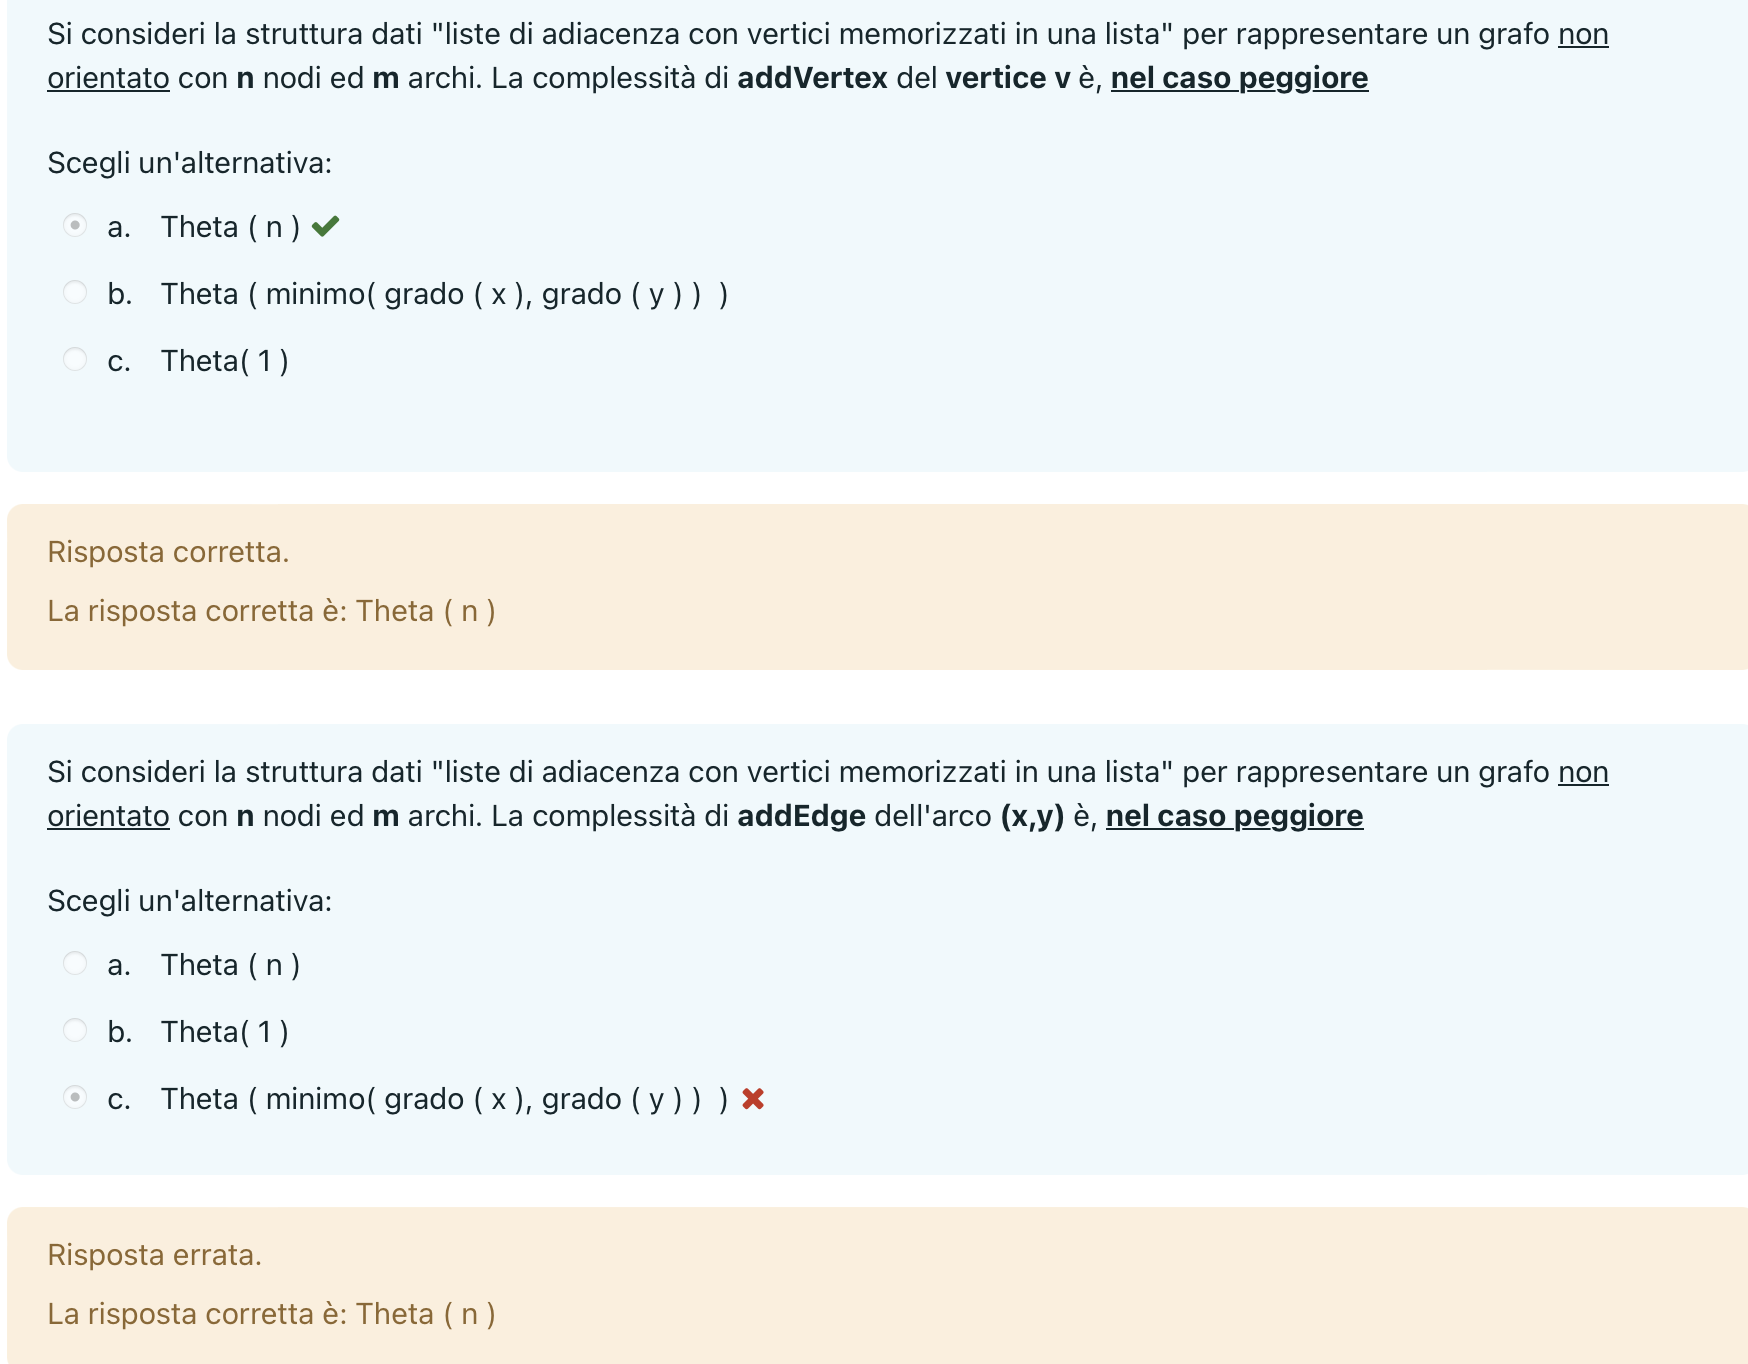 Si consideri la struttura dati "liste di adiacenza con vertici memorizzati in una lista" per rappresentare un grafo non
orientato con n nodi ed m archi. La complessità di addVertex del vertice v è, nel caso peggiore
Scegli un'alternativa:
a. Theta ( n )
b. Theta ( minimo( grado ( x ), grado ( y ) ) )
c. Theta( 1 )
Risposta corretta.
La risposta corretta è: Theta ( n )
Si consideri la struttura dati "liste di adiacenza con vertici memorizzati in una lista" per rappresentare un grafo non
orientato con n nodi ed m archi. La complessità di addEdge dell'arco (x,y) è, nel caso peggiore
Scegli un'alternativa:
a. Theta ( n )
b. Theta( 1 )
c. Theta ( minimo( grado ( x ), grado ( y ) ) )
Risposta errata.
La risposta corretta è: Theta ( n )